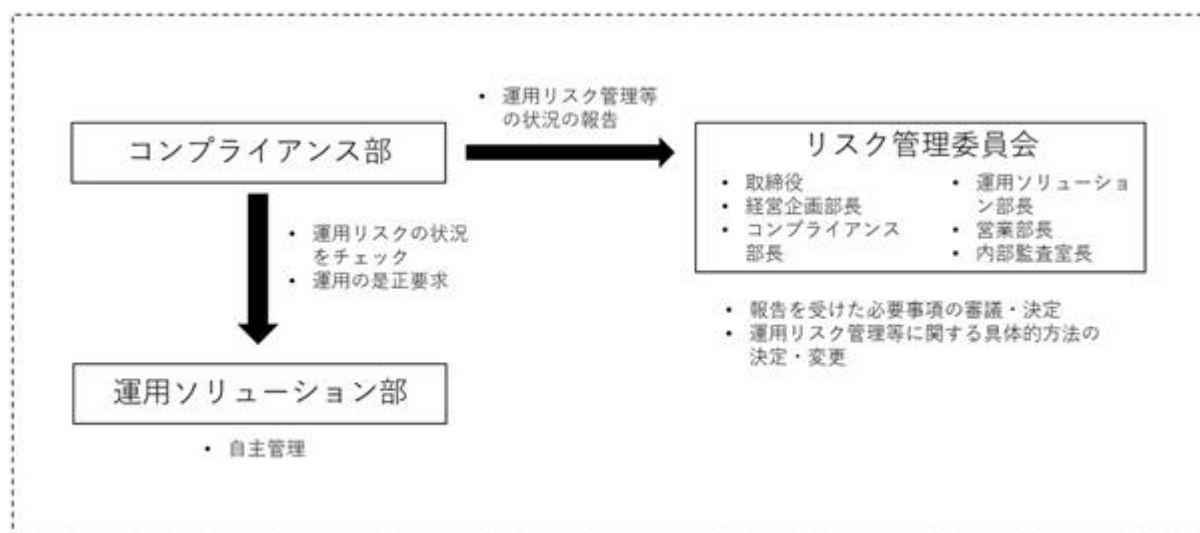 • 運用リスク管理等
の状況の報告
コンプライアンス部
リスク管理委員会
• 取締役
• 経営企画部長
• コンプライアンス
部長
• 運用ソリューショ
ン部長
• 営業部長
• 内部監査室長
• 運用リスクの状況
をチェック
• 運用の是正要求
• 報告を受けた必要事項の審議・決定
• 運用リスク管理等に関する具体的方法の
決定・変更
運用ソリューション部
• 自主管理